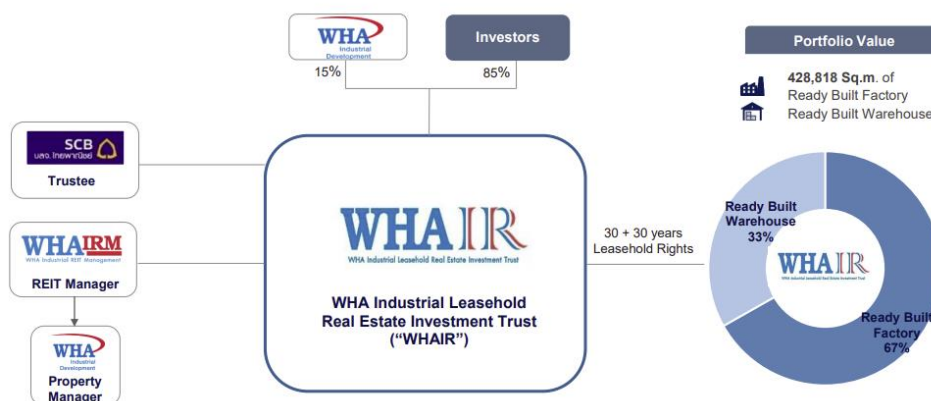 WHA
Industrial
Development
Investors
15%
85%
Portfolio Value
428,818 Sq.m. of
Ready Built Factory
Ready Built Warehouse
SCB
บลจ. ไทยพาณิชย์
Trustee
WHAIRM
WHA Industrial REIT Management
REIT Manager
WHA
Industrial
Development
Property
Manager
WHAIR
WHA Industrial Leasehold Real Estate Investment Trust
WHA Industrial Leasehold
Real Estate Investment Trust
(“WHAIR”)
30 + 30 years
Leasehold Rights
Ready Built
Warehouse
33%
WHAIR
WHA Industrial Leasehold Real Estate Investment Trust
Ready Built
Factory
67%